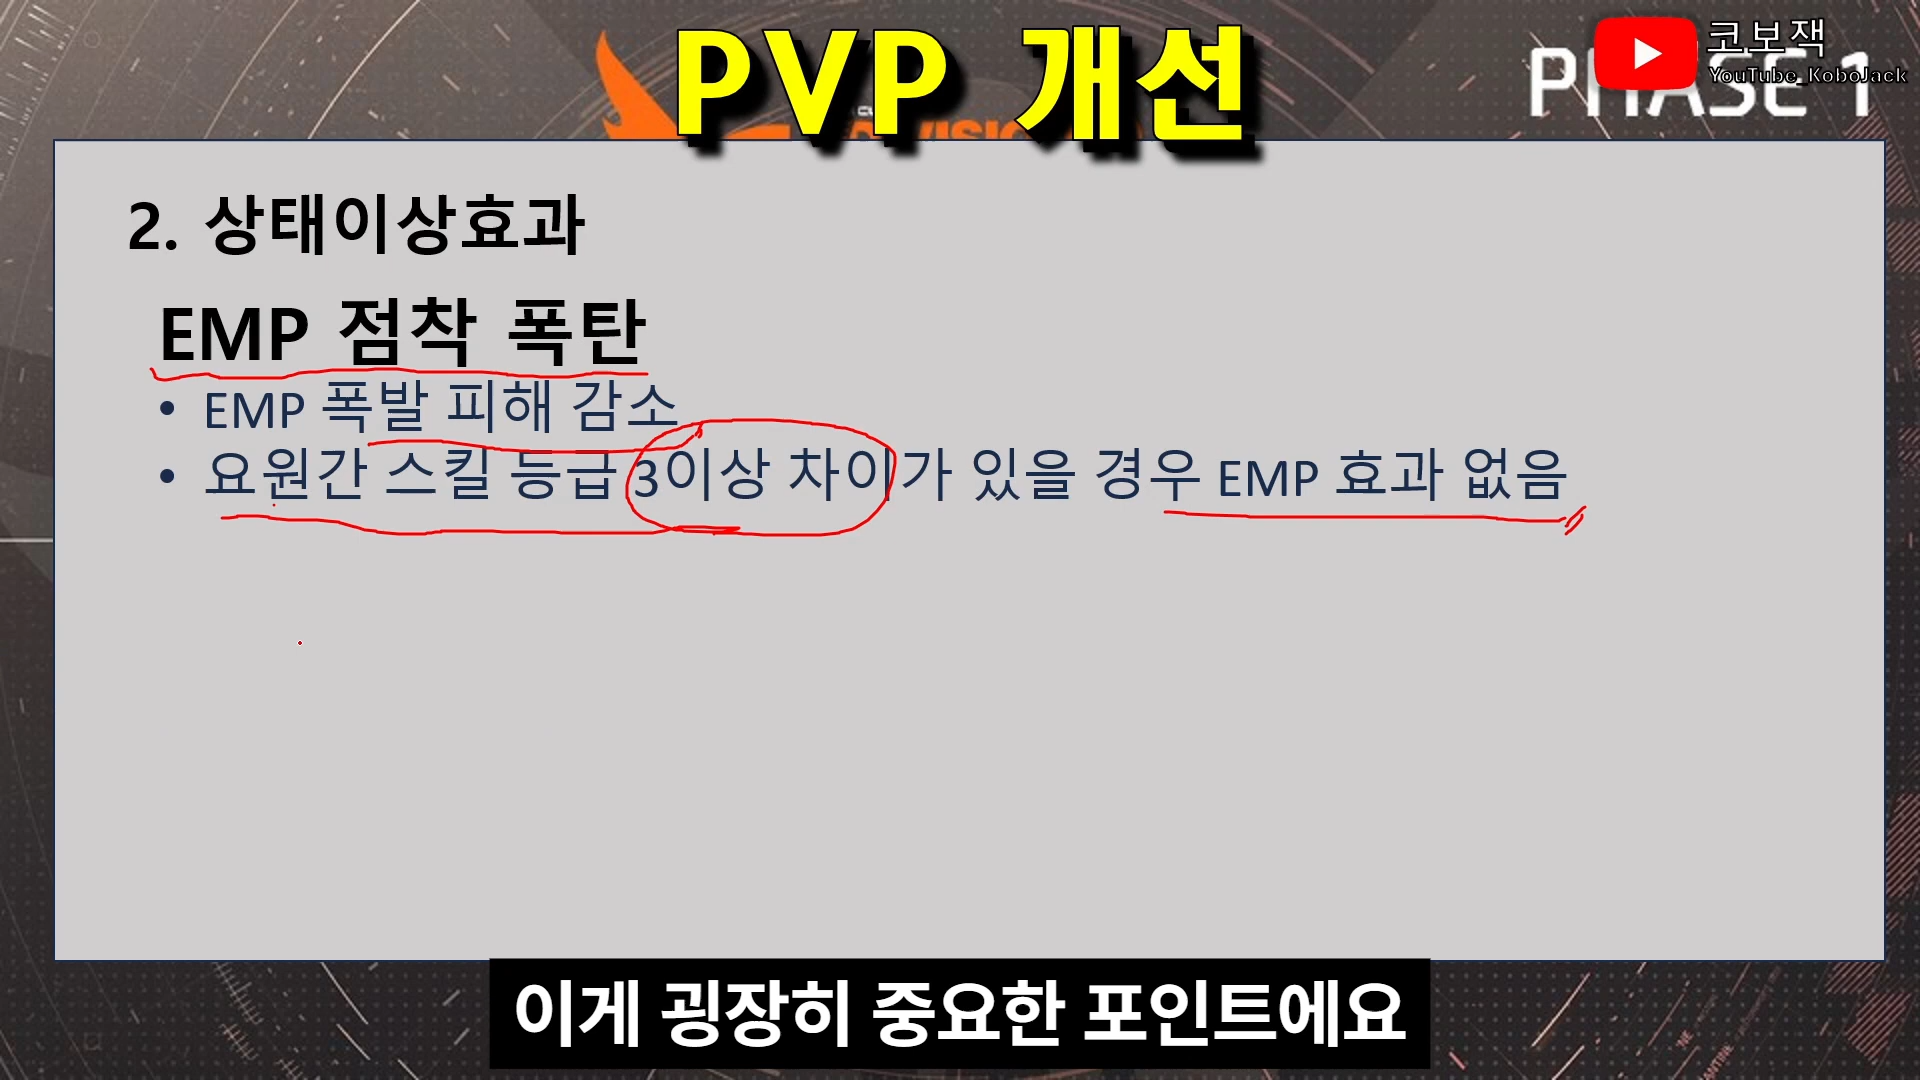 PVP 개선
코보잭
YouTube_KoboJack
PHASE 1
2. 상태이상효과
EMP 점착 폭탄
• EMP 폭발 피해 감소
• 요원간 스킬 등급 3이상 차이가 있을 경우 EMP 효과 없음
이게 굉장히 중요한 포인트에요